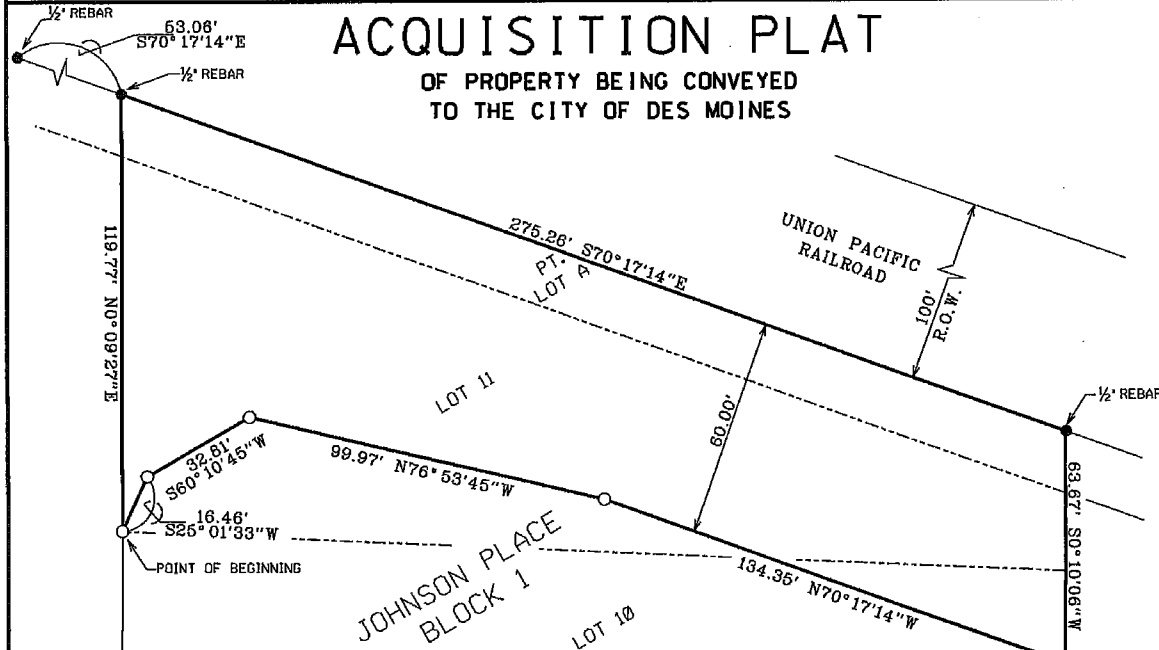 ½" REBAR
53.06'
S70°17'14"E
½" REBAR
ACQUISITION PLAT
OF PROPERTY BEING CONVEYED
TO THE CITY OF DES MOINES
119.77' N0°09'27"E
275.26' S70°17'14"E
PT.
LOT A
UNION PACIFIC
RAILROAD
100'
R.O.W.
½" REBAR
LOT 11
60.00'
32.81'
S60°10'45"W
99.97' N76°53'45"W
16.46'
S25°01'33"W
POINT OF BEGINNING
JOHNSON PLACE
BLOCK 1
LOT 10
134.35' N70°17'14"W
63.67' S0°10'06"W